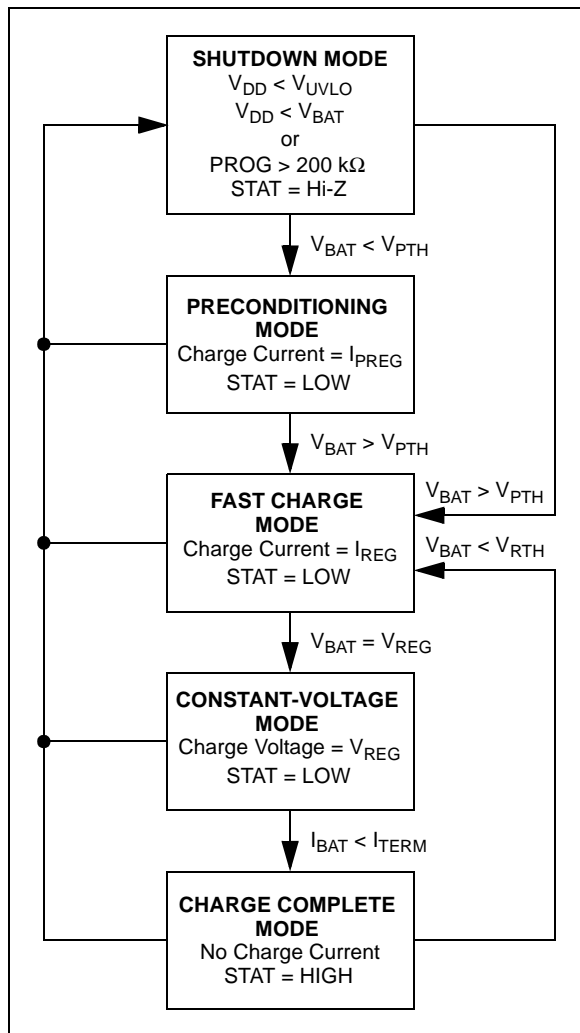 SHUTDOWN MODE
V_DD < V_UVLO
V_DD < V_BAT
or
PROG > 200 kΩ
STAT = Hi-Z
V_BAT < V_PTH
PRECONDITIONING
MODE
Charge Current = I_PREG
STAT = LOW
V_BAT > V_PTH
FAST CHARGE
MODE
Charge Current = I_REG
STAT = LOW
V_BAT > V_PTH
V_BAT < V_RTH
V_BAT = V_REG
CONSTANT-VOLTAGE
MODE
Charge Voltage = V_REG
STAT = LOW
I_BAT < I_TERM
CHARGE COMPLETE
MODE
No Charge Current
STAT = HIGH